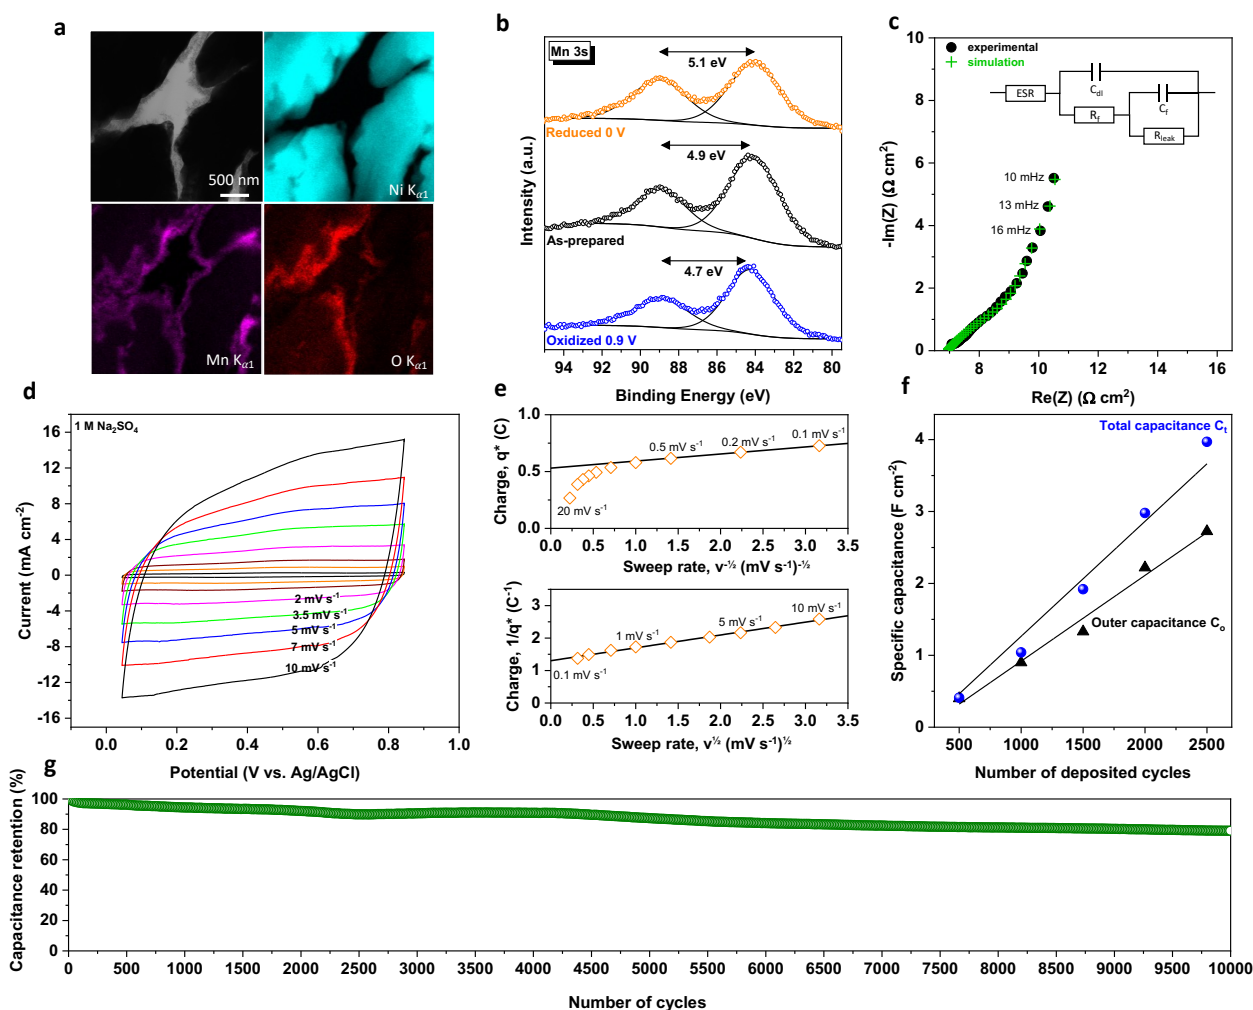 a
500 nm
Ni Kα1
Mn Kα1
O Kα1
b
Mn 3s
5.1 eV
Reduced 0 V
4.9 eV
As-prepared
4.7 eV
Oxidized 0.9 V
Intensity (a.u.)
94 92 90 88 86 84 82 80
Binding Energy (eV)
c
experimental
simulation
ESR
Cdl
Rf
Cf
Rleak
10 mHz
13 mHz
16 mHz
10
8
6
4
2
0
-Im(Z) (Ω cm²)
8 10 12 14 16
Re(Z) (Ω cm²)
d
1 M Na₂SO₄
16
12
8
4
0
-4
-8
-12
-16
Current (mA cm⁻²)
2 mV s⁻¹
3.5 mV s⁻¹
5 mV s⁻¹
7 mV s⁻¹
10 mV s⁻¹
0.0 0.2 0.4 0.6 0.8 1.0
Potential (V vs. Ag/AgCl)
e
Charge, q* (C)
1.0
0.5
0.0
0.5 mV s⁻¹
0.2 mV s⁻¹
0.1 mV s⁻¹
20 mV s⁻¹
0.0 0.5 1.0 1.5 2.0 2.5 3.0 3.5
Sweep rate, v⁻½ (mV s⁻¹)⁻½
Charge, 1/q* (C⁻¹)
3
2
1
0
10 mV s⁻¹
5 mV s⁻¹
1 mV s⁻¹
0.1 mV s⁻¹
0.0 0.5 1.0 1.5 2.0 2.5 3.0 3.5
Sweep rate, v½ (mV s⁻¹)½
f
Total capacitance Ct
Outer capacitance Co
4
3
2
1
0
Specific capacitance (F cm⁻²)
500 1000 1500 2000 2500
Number of deposited cycles
g
Capacitance retention (%)
100
80
60
40
20
0
0 500 1000 1500 2000 2500 3000 3500 4000 4500 5000 5500 6000 6500 7000 7500 8000 8500 9000 9500 10000
Number of cycles